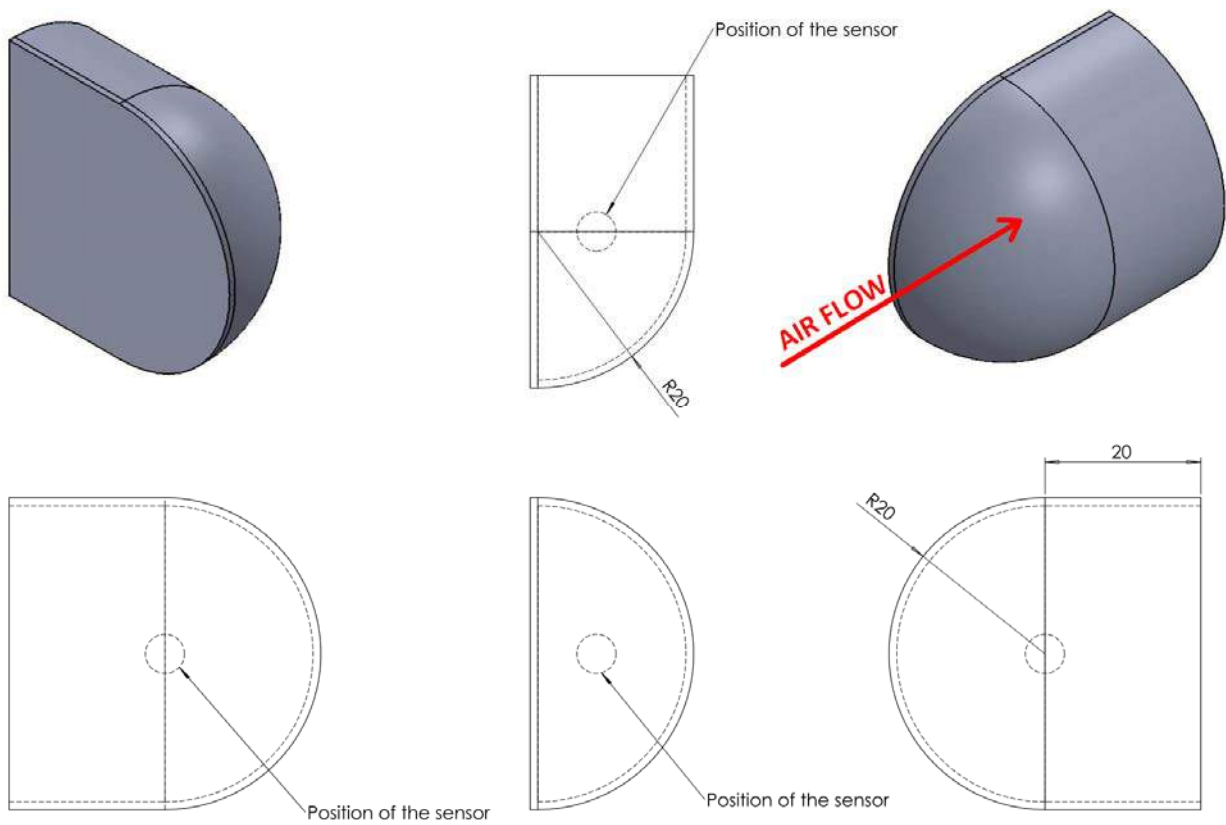 Position of the sensor
AIR FLOW
R20
20
R20
Position of the sensor
Position of the sensor